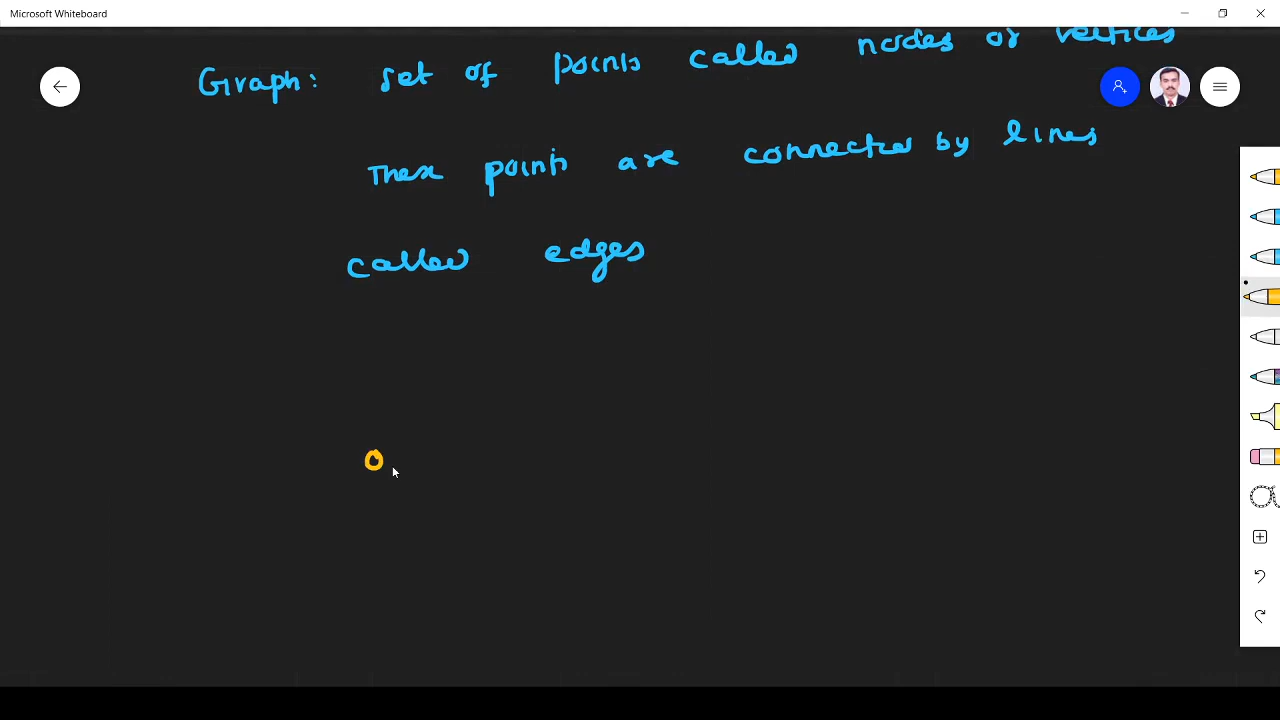 Microsoft Whiteboard
Graph: set of points called nodes or vertices
These points are connected by lines
called edges